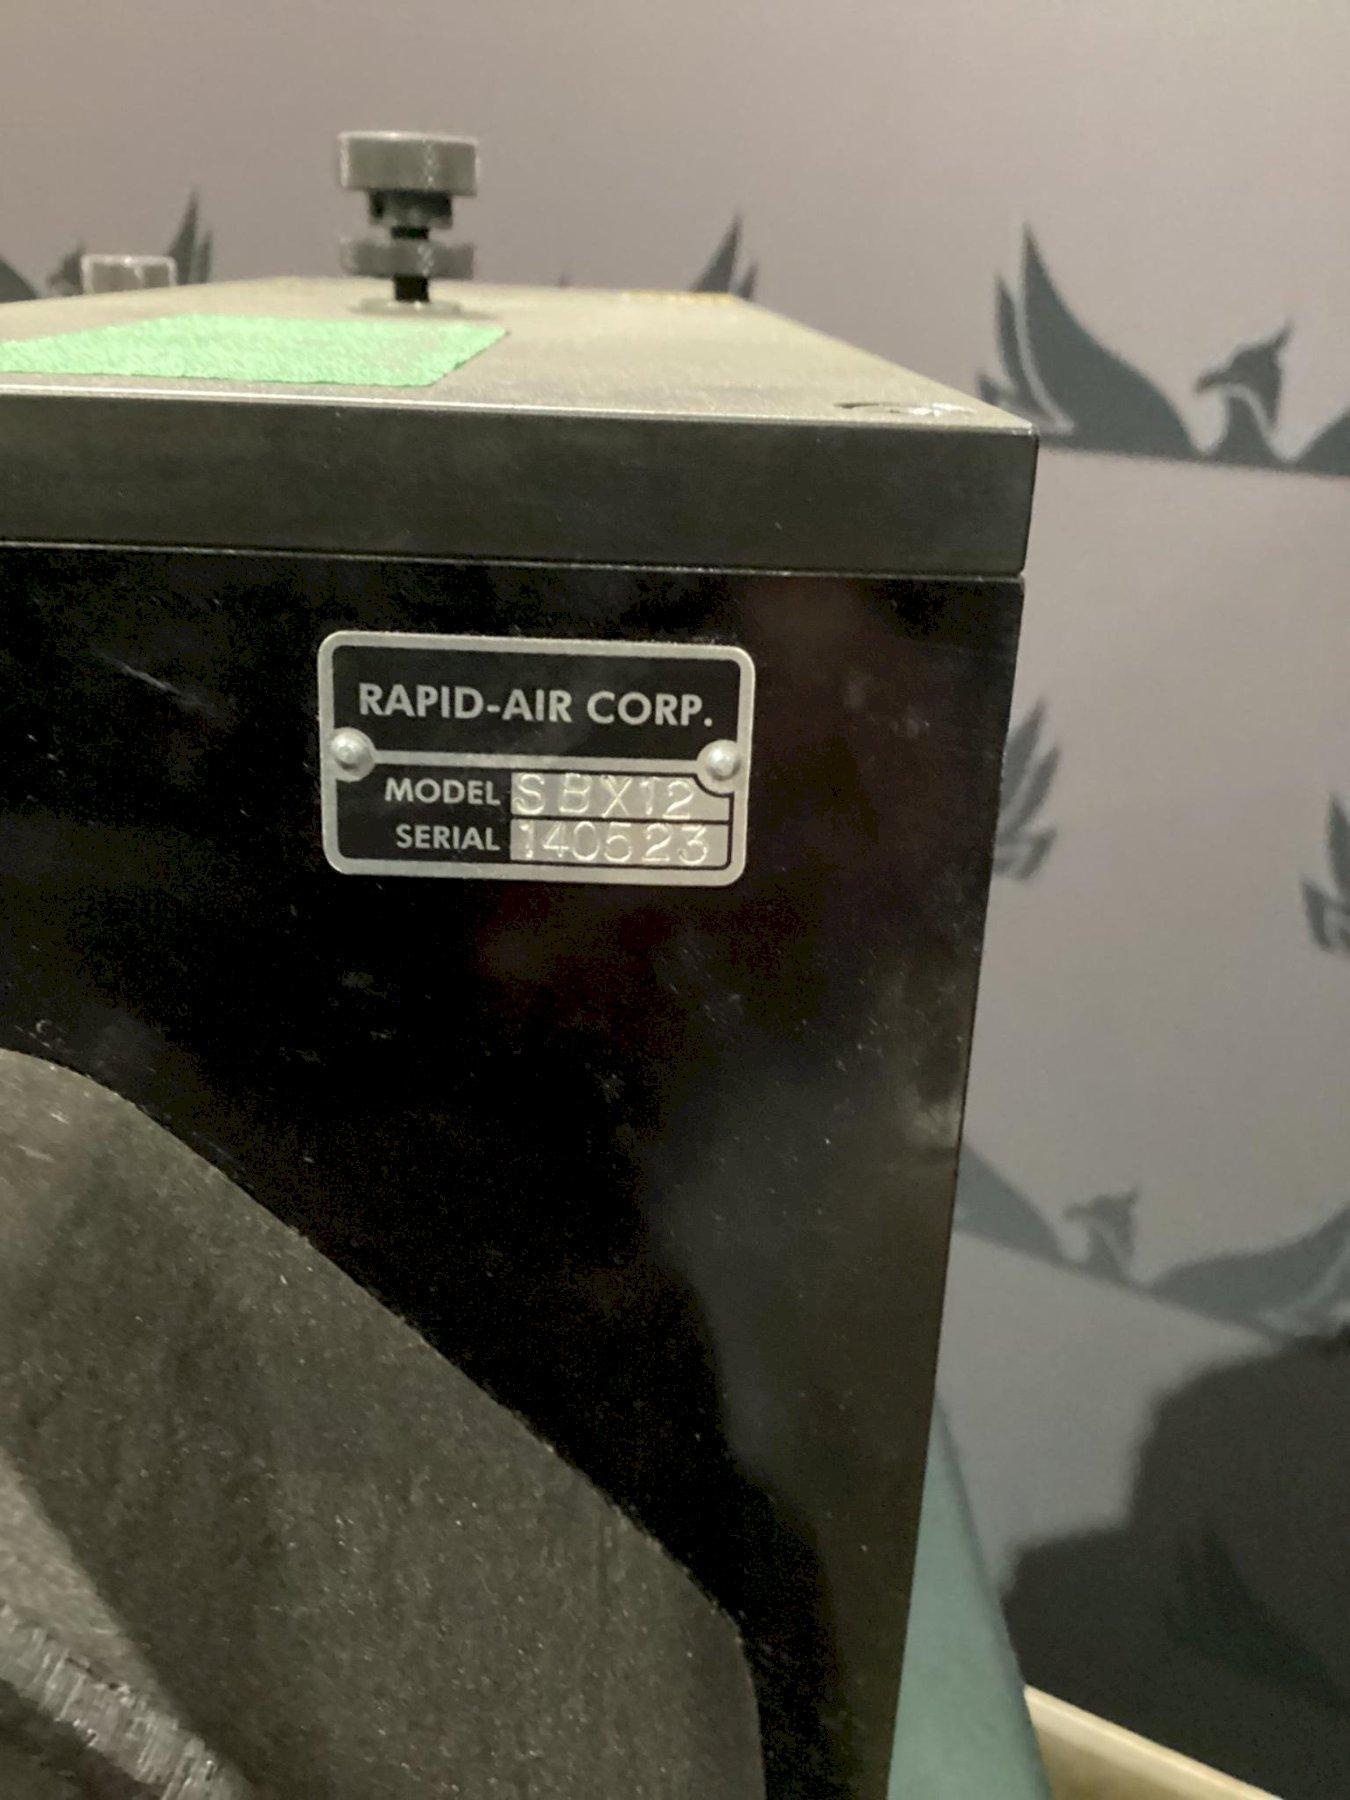 RAPID-AIR CORP.
MODEL SBX12
SERIAL 140523